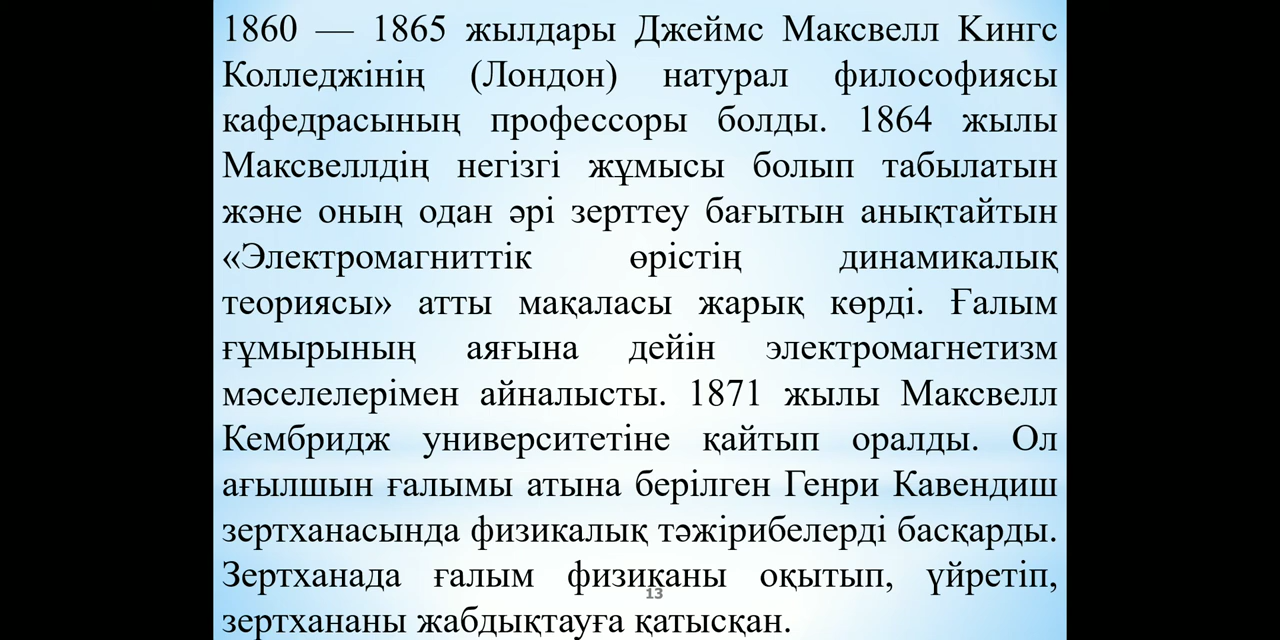 1860 — 1865 жылдары Джеймс Максвелл Кингс
Колледжінің (Лондон) натурал философиясы
кафедрасының профессоры болды. 1864 жылы
Максвеллдің негізгі жұмысы болып табылатын
және оның одан әрі зерттеу бағытын анықтайтын
«Электромагниттік өрістің динамикалық
теориясы» атты мақаласы жарық көрді. Ғалым
ғұмырының аяғына дейін электромагнетизм
мәселелерімен айналысты. 1871 жылы Максвелл
Кембридж университетіне қайтып оралды. Ол
ағылшын ғалымы атына берілген Генри Кавендиш
зертханасында физикалық тәжірибелерді басқарды.
Зертханада ғалым физиканы оқытып, үйретіп,
13
зертхананы жабдықтауға қатысқан.